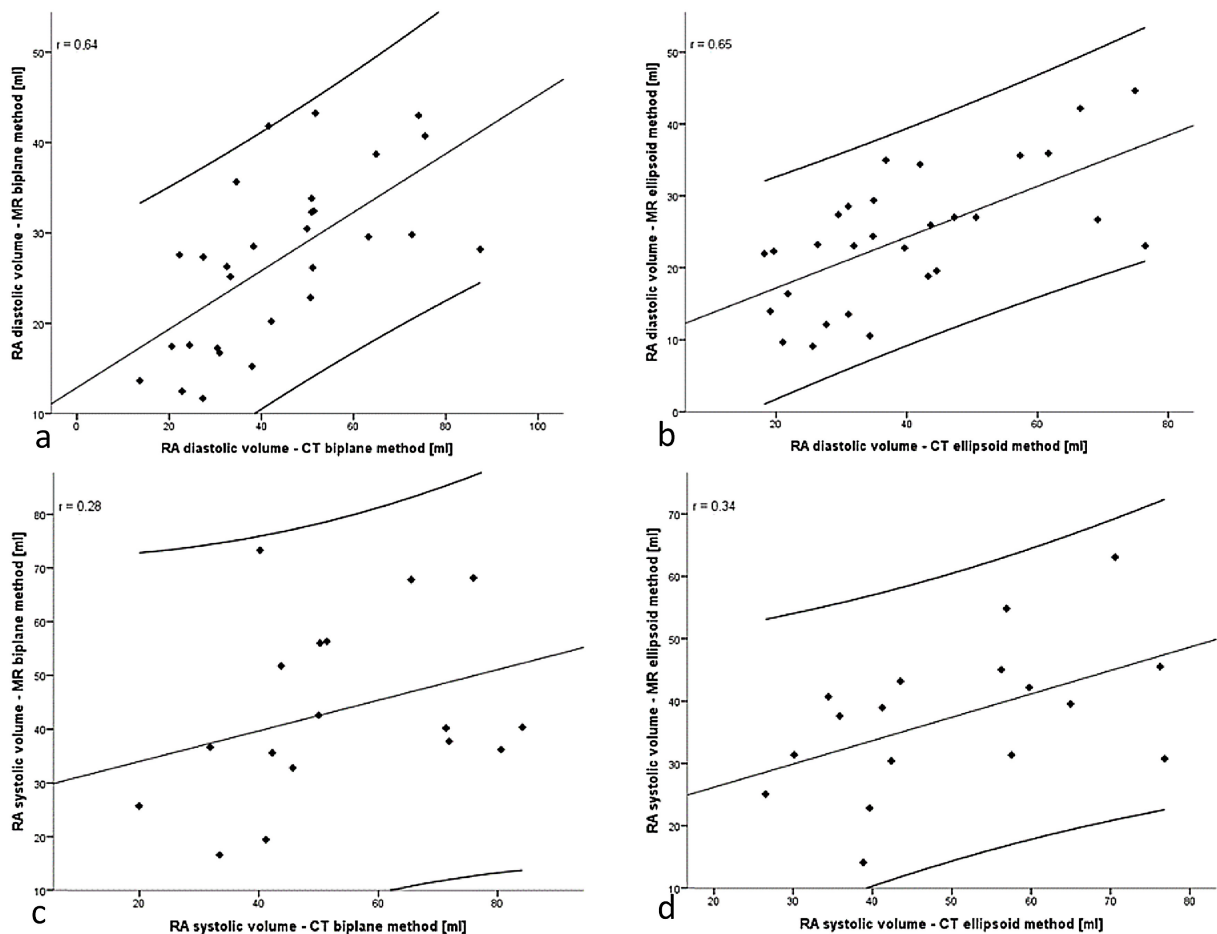 r = 0.64
RA diastolic volume - MR biplane method [ml]
50
40
30
20
10
0
20
40
60
80
100
RA diastolic volume - CT biplane method [ml]
a
r = 0.65
RA diastolic volume - MR ellipsoid method [ml]
50
40
30
20
10
0
20
40
60
80
RA diastolic volume - CT ellipsoid method [ml]
b
r = 0.28
RA systolic volume - MR biplane method [ml]
80
70
60
50
40
30
20
10
20
40
60
80
RA systolic volume - CT biplane method [ml]
c
r = 0.34
RA systolic volume - MR ellipsoid method [ml]
70
60
50
40
30
20
10
20
30
40
50
60
70
80
RA systolic volume - CT ellipsoid method [ml]
d